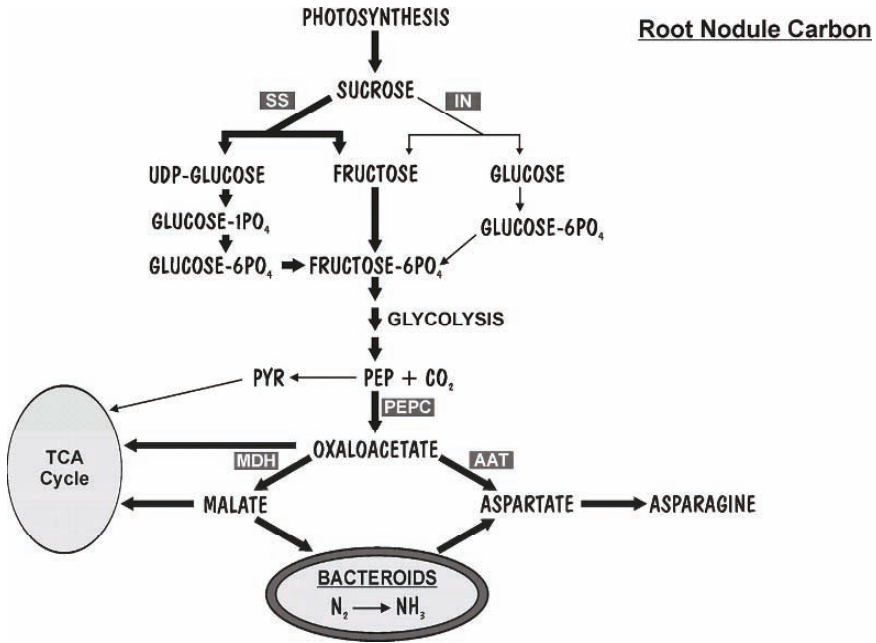 PHOTOSYNTHESIS
Root Nodule Carbon
SUCROSE
SS
IN
UDP-GLUCOSE
FRUCTOSE
GLUCOSE
GLUCOSE-1PO4
GLUCOSE-6PO4
GLUCOSE-6PO4
FRUCTOSE-6PO4
GLYCOLYSIS
PYR
PEP + CO2
PEPC
OXALOACETATE
TCA
Cycle
MDH
AAT
MALATE
ASPARTATE
ASPARAGINE
BACTEROIDS
N2 → NH3